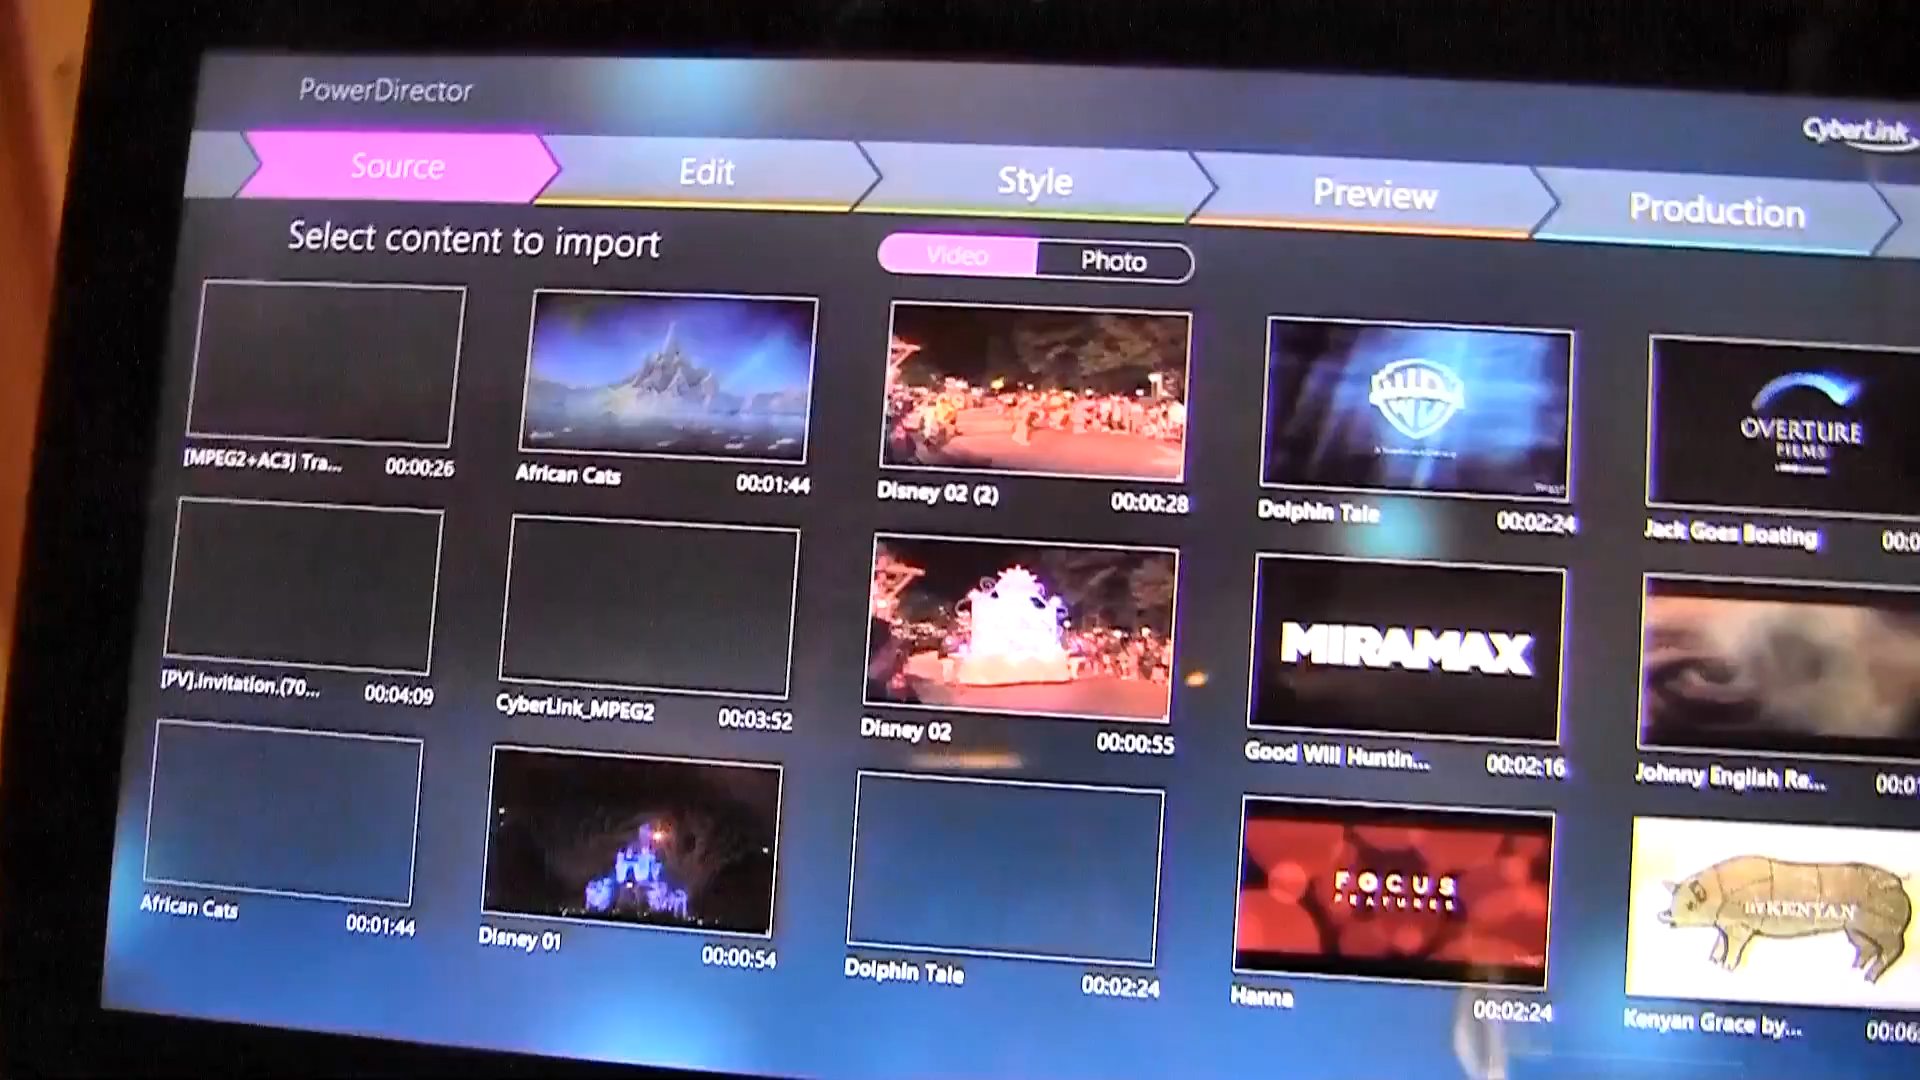 PowerDirector
CyberLink
Source
Edit
Style
Preview
Production
Select content to import
Video
Photo
OVERTURE
FILMS
[MPEG2+AC3] Tra...
00:00:26
African Cats
00:01:44
Disney 02 (2)
00:00:28
Dolphin Tale
00:02:24
Jack Goes Boating
MIRAMAX
[PV].Invitation.(70...
00:04:09
CyberLink_MPEG2
00:03:52
Disney 02
00:00:55
Good Will Huntin...
00:02:16
Johnny English Re...
FOCUS
FEATURES
KENYAN
African Cats
00:01:44
Disney 01
00:00:54
Dolphin Tale
00:02:24
Hanna
00:02:24
Kenyan Grace by...
00:06